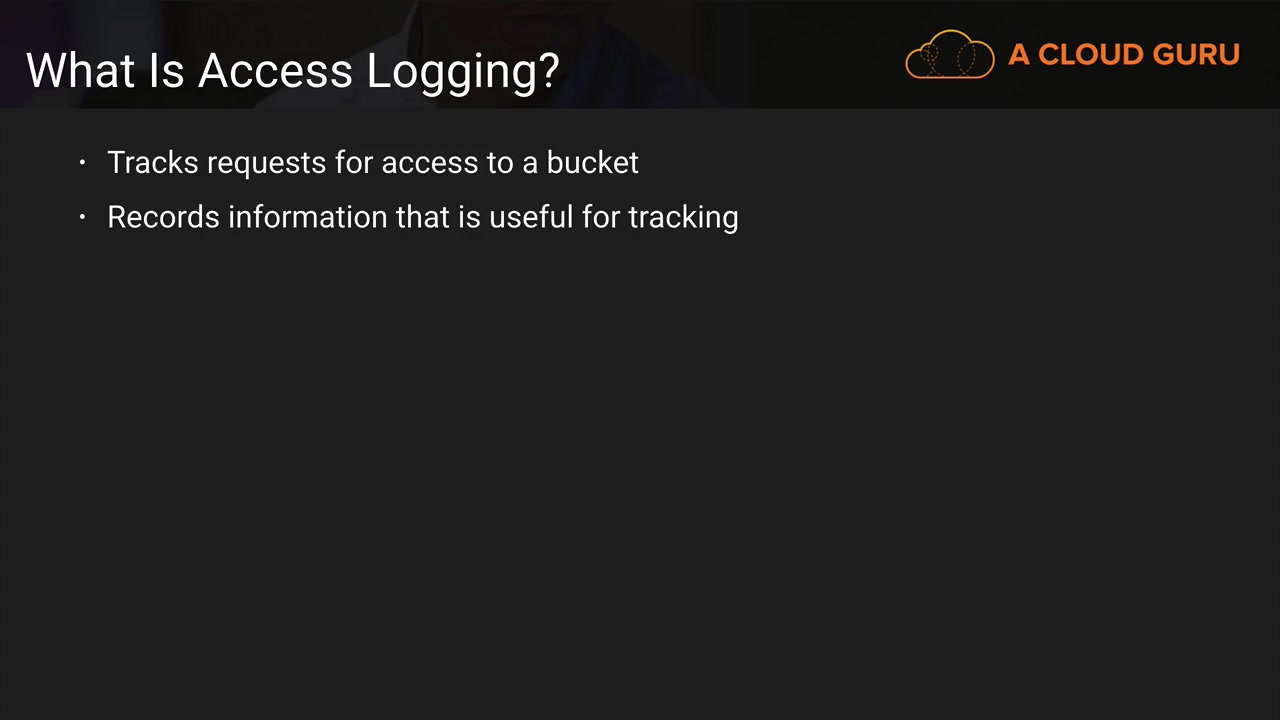 What Is Access Logging?
A CLOUD GURU
• Tracks requests for access to a bucket
• Records information that is useful for tracking